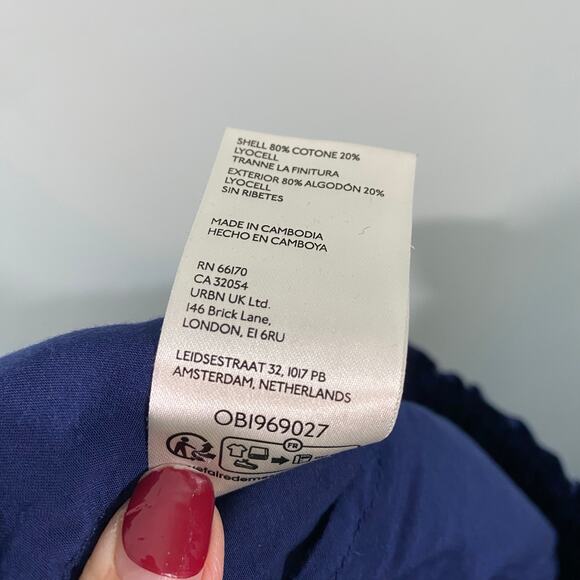 SHELL 80% COTONE 20%
LYOCELL
TRANNE LA FINITURA
EXTERIOR 80% ALGODÓN 20%
LYOCELL
SIN RIBETES
MADE IN CAMBODIA
HECHO EN CAMBOYA
RN 66170
CA 32054
URBN UK Ltd.
146 Brick Lane,
LONDON, E1 6RU
LEIDSESTRAAT 32, 1017 PB
AMSTERDAM, NETHERLANDS
OB1969027
FR